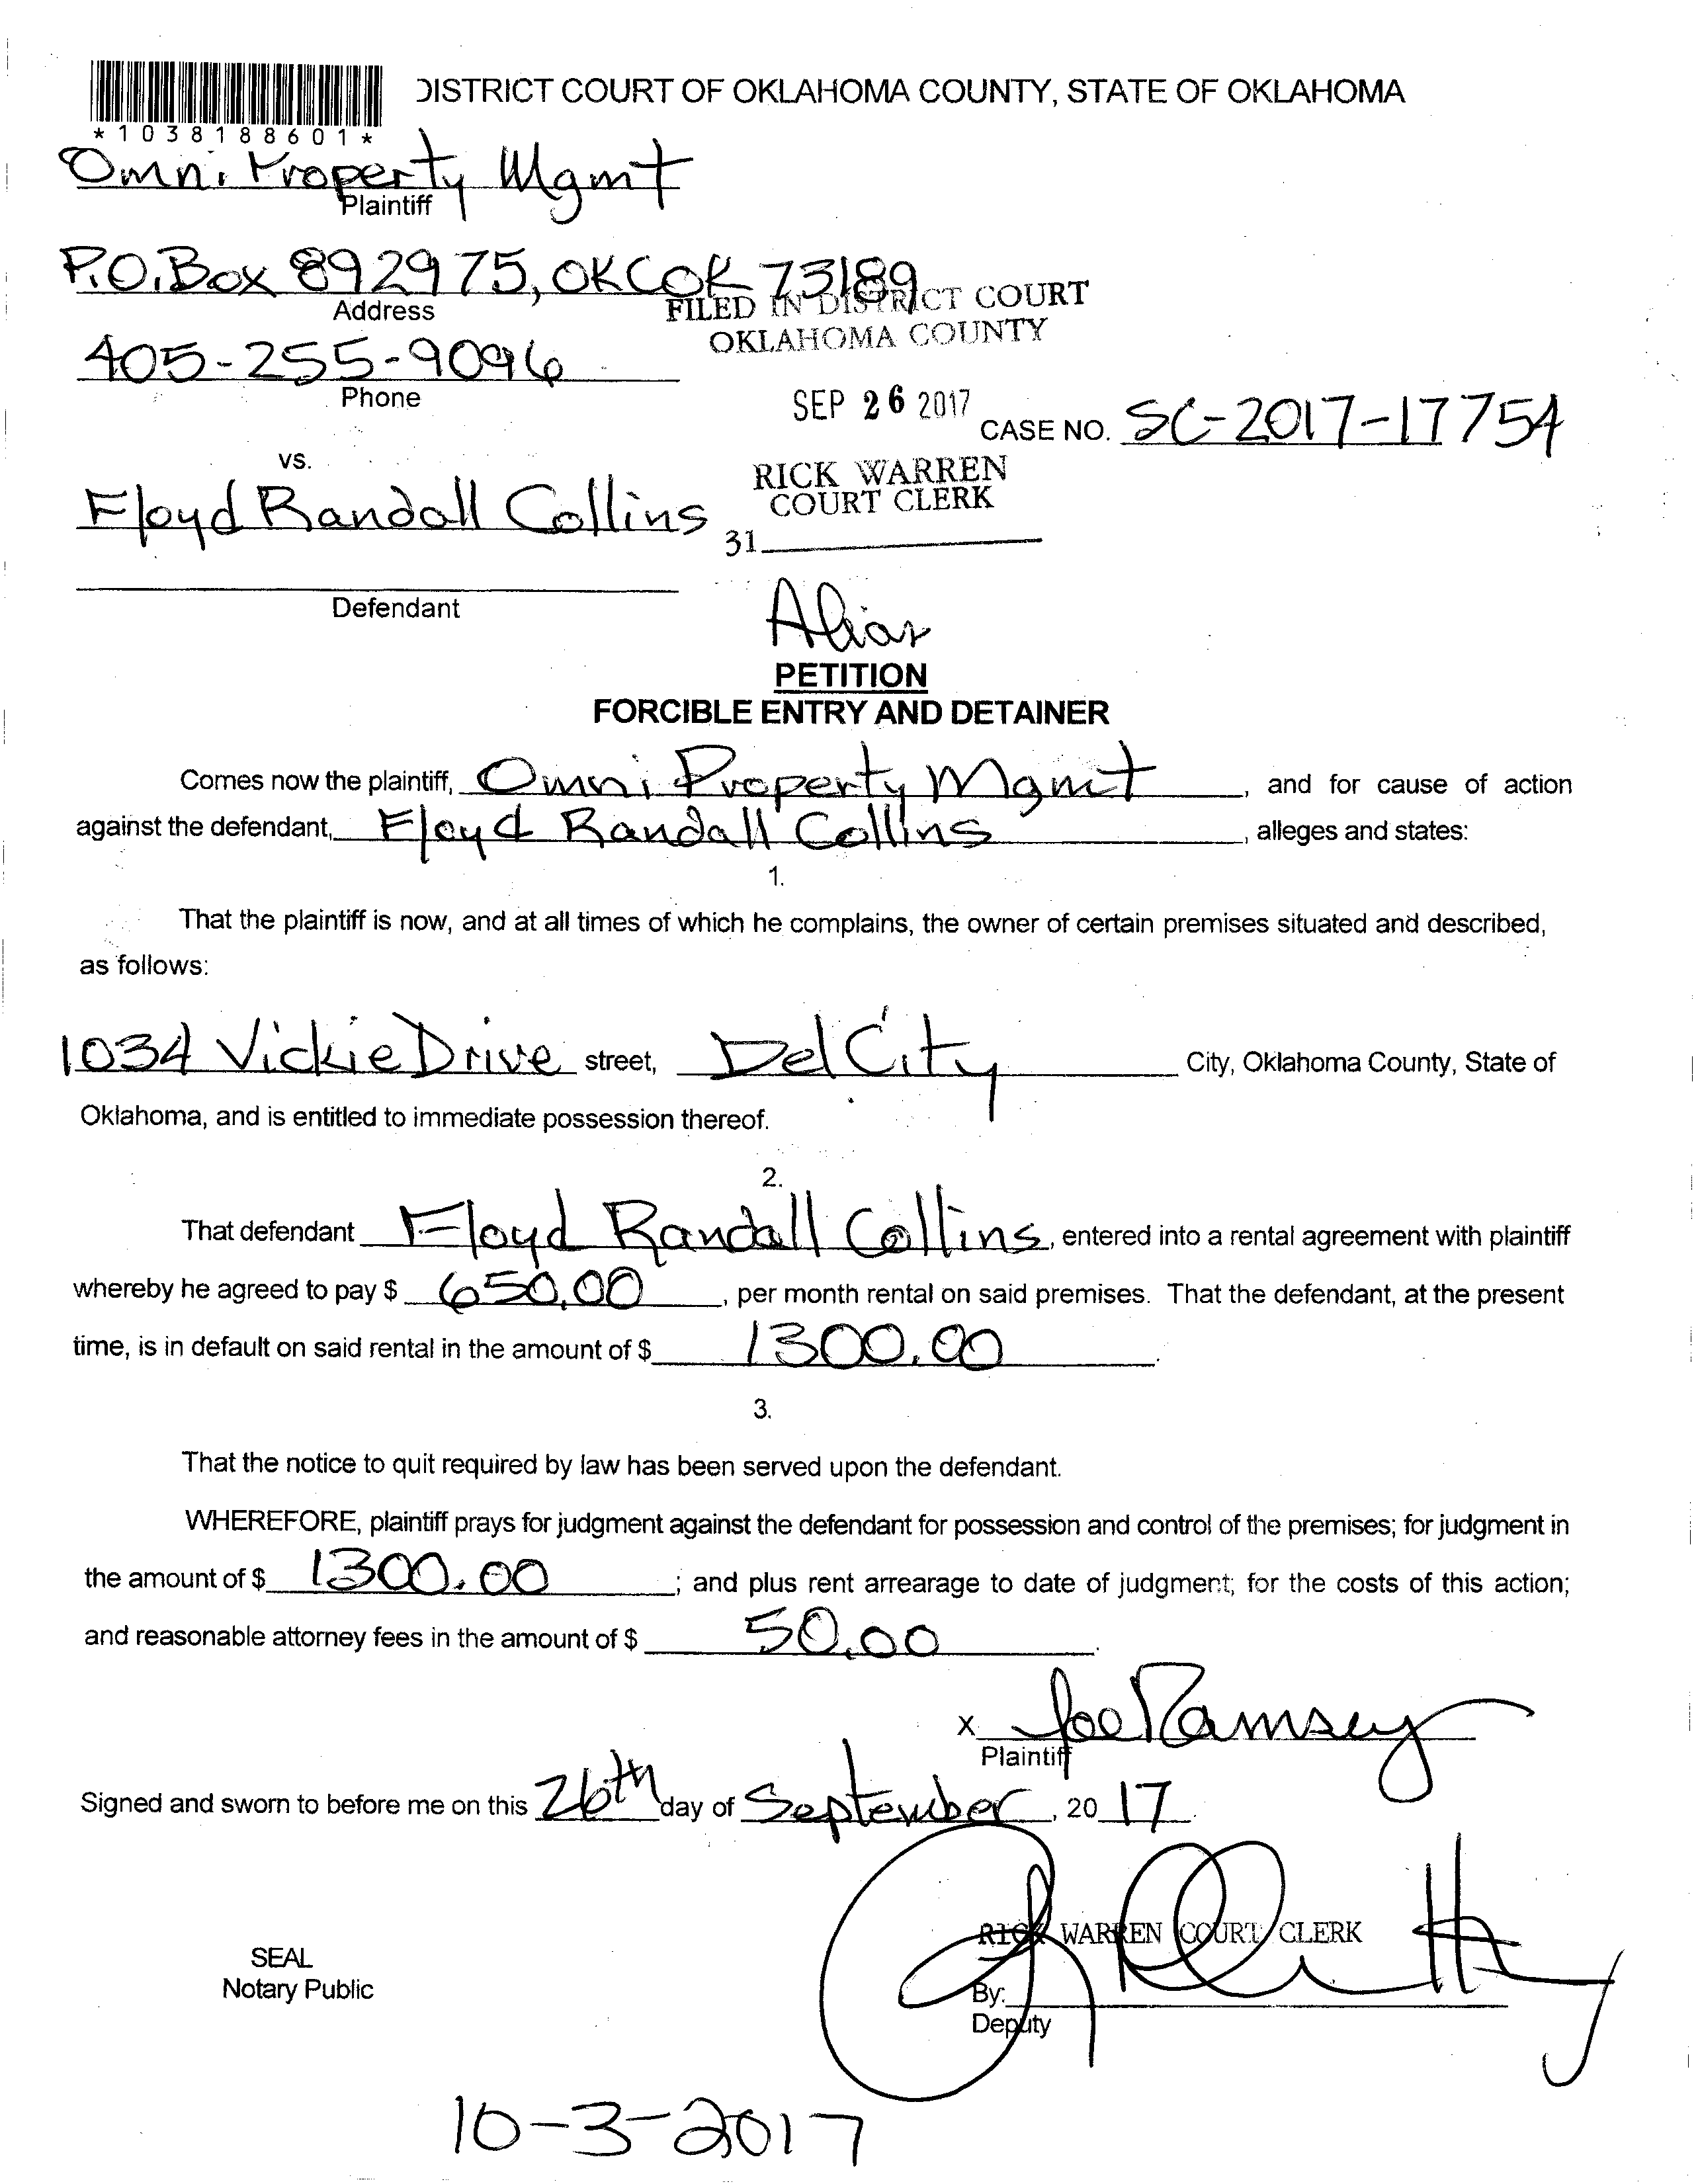 DISTRICT COURT OF OKLAHOMA COUNTY, STATE OF OKLAHOMA
*1038188601*
Omni Property Mgmt
Plaintiff
P.O. Box 892975, OKC OK 73189
Address
FILED IN DISTRICT COURT
OKLAHOMA COUNTY
405-255-9096
Phone
SEP 26 2017
CASE NO. SC-2017-17754
vs.
RICK WARREN
COURT CLERK
Floyd Randall Collins
31
Defendant
Alias
PETITION
FORCIBLE ENTRY AND DETAINER
Comes now the plaintiff, Omni Property Mgmt, and for cause of action
against the defendant, Floyd Randall Collins, alleges and states:
1.
That the plaintiff is now, and at all times of which he complains, the owner of certain premises situated and described,
as follows:
1034 Vickie Drive street, Del City City, Oklahoma County, State of
Oklahoma, and is entitled to immediate possession thereof.
2.
That defendant Floyd Randall Collins, entered into a rental agreement with plaintiff
whereby he agreed to pay $ 650.00, per month rental on said premises. That the defendant, at the present
time, is in default on said rental in the amount of $ 1300.00.
3.
That the notice to quit required by law has been served upon the defendant.
WHEREFORE, plaintiff prays for judgment against the defendant for possession and control of the premises; for judgment in
the amount of $ 1300.00; and plus rent arrearage to date of judgment; for the costs of this action;
and reasonable attorney fees in the amount of $ 50.00.
X Joe Ramsey
Plaintiff
Signed and sworn to before me on this 26th day of September, 2017
RICK WARREN COURT CLERK
SEAL
Notary Public
By:
Deputy
10-3-2017